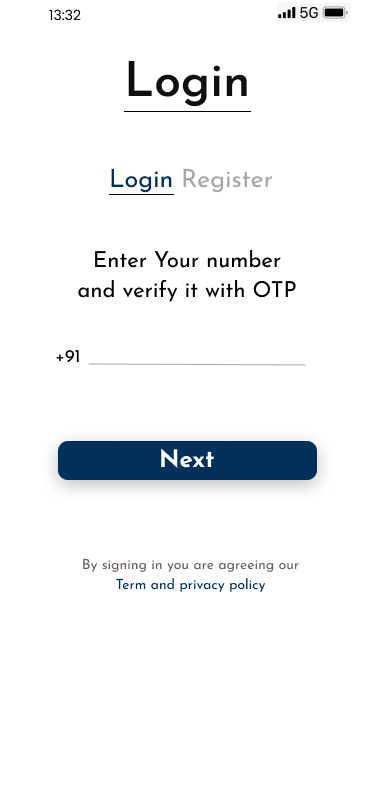 13:32 5G
Login
Login Register
Enter Your number
and verify it with OTP
+91
Next
By signing in you are agreeing our
Term and privacy policy